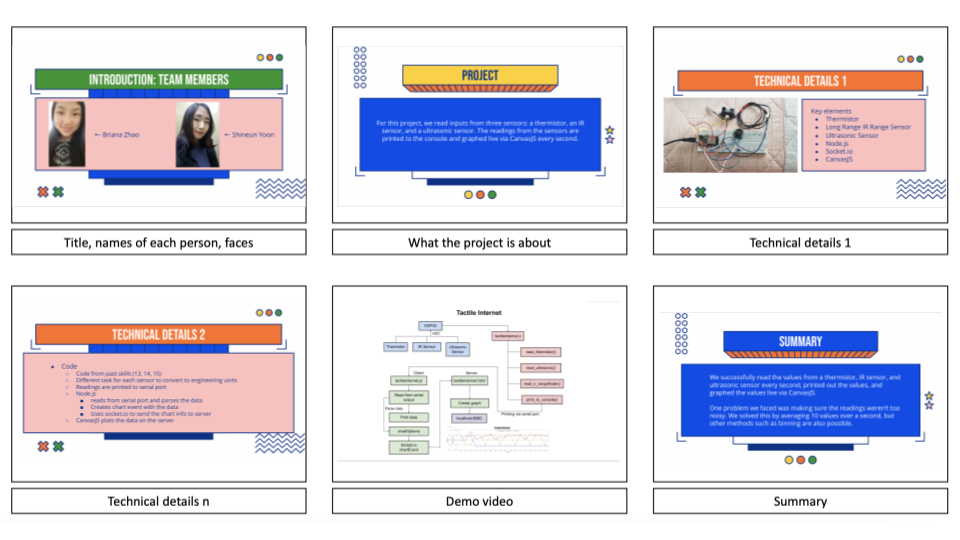 INTRODUCTION: TEAM MEMBERS
← Briana Zhao
← Shineun Yoon
Title, names of each person, faces
PROJECT
For this project, we read inputs from three sensors: a thermistor, an IR
sensor, and a ultrasonic sensor. The readings from the sensors are
printed to the console and graphed live via CanvasJS every second.
What the project is about
TECHNICAL DETAILS 1
Key elements
Thermistor
Long Range IR Range Sensor
Ultrasonic Sensor
Node.js
Socket.io
CanvasJS
Technical details 1
TECHNICAL DETAILS 2
Code
Code from past skills (13, 14, 15)
Different task for each sensor to convert to engineering units
Readings are printed to serial port
Node.js
reads from serial port and parses the data
Creates chart event with the data
Uses socket.io to send the chart info to server
CanvasJS plots the data on the server
Technical details n
Tactile Internet
ESP32
ADC
Thermistor
IR Sensor
Ultrasonic
Sensor
tactileinternet.c
read_thermistor()
read_ultrasonic()
print_to_console()
Printing via serial port
Client
Server
tactileinternet.js
tactileinternet.html
Read from serial
output
Parse data
Print data
chartOptions
Socket.io
chartEvent
Create graph
localhost:8080
Demo video
SUMMARY
We successfully read the values from a thermistor, IR sensor, and
ultrasonic sensor every second, printed out the values, and
graphed the values live via CanvasJS.
One problem we faced was making sure the readings weren't too
noisy. We solved this by averaging 10 values over a second, but
other methods such as binning are also possible.
Summary